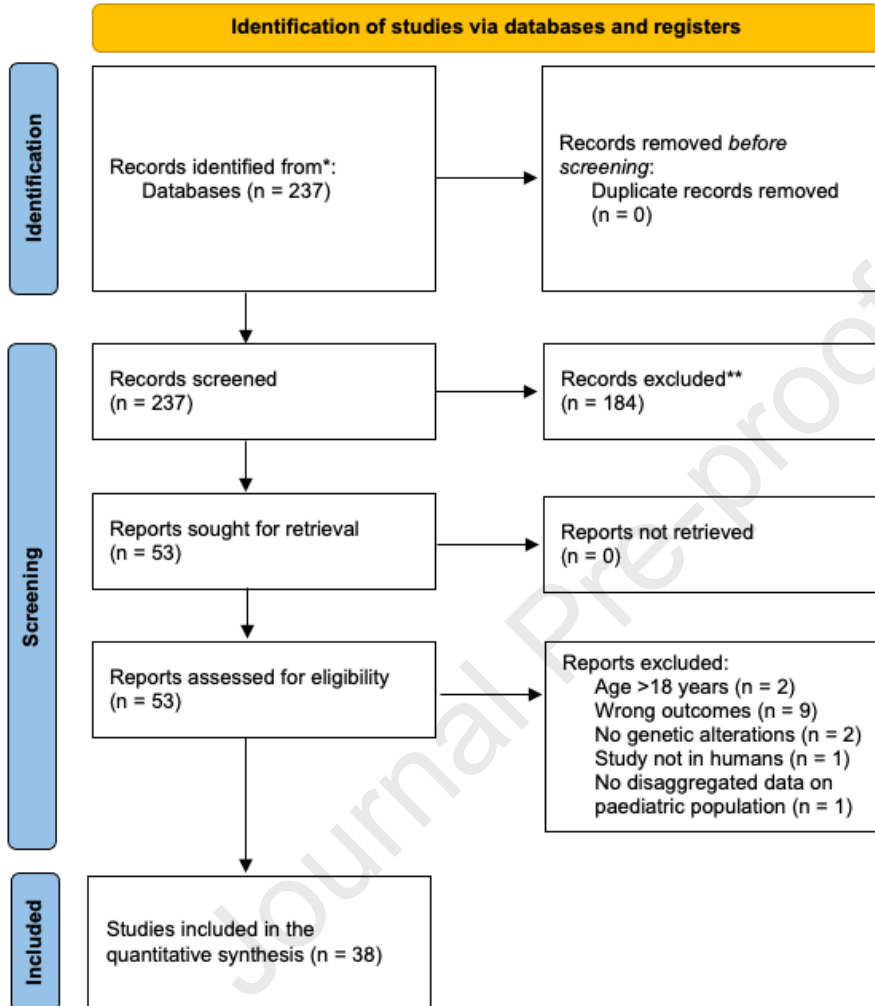 Identification of studies via databases and registers
Identification
Records identified from*:
Databases (n = 237)
Records removed before
screening:
Duplicate records removed
(n = 0)
Screening
Records screened
(n = 237)
Records excluded**
(n = 184)
Reports sought for retrieval
(n = 53)
Reports not retrieved
(n = 0)
Reports assessed for eligibility
(n = 53)
Reports excluded:
Age >18 years (n = 2)
Wrong outcomes (n = 9)
No genetic alterations (n = 2)
Study not in humans (n = 1)
No disaggregated data on
paediatric population (n = 1)
Included
Studies included in the
quantitative synthesis (n = 38)
Journal Pre-proof